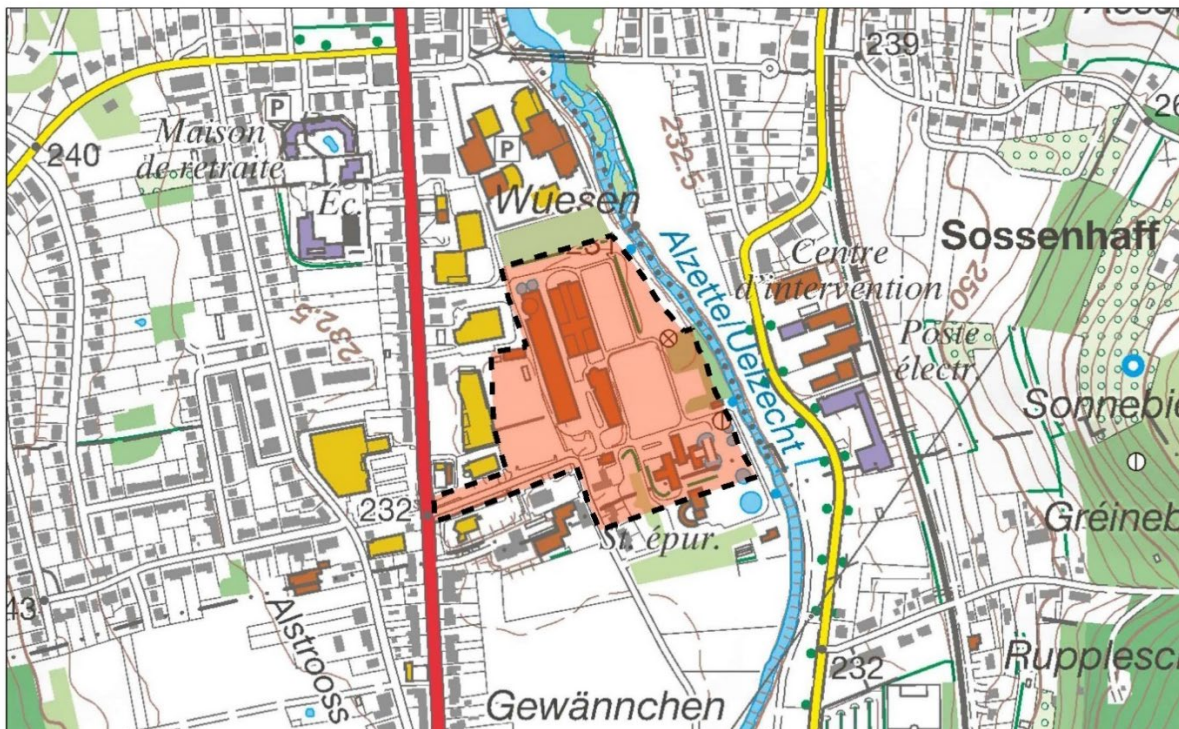 239
P
Maison
de retraite
Éc.
240
P
Wuesen
232.5
Sossenhaff
Centre
d'intervention
250
Alzette/Uelzecht
Poste
électr.
232.5
Sonnebie
232
St. épur.
Gréineb
43
Alstrooss
232
Rupplesch
Gewännchen